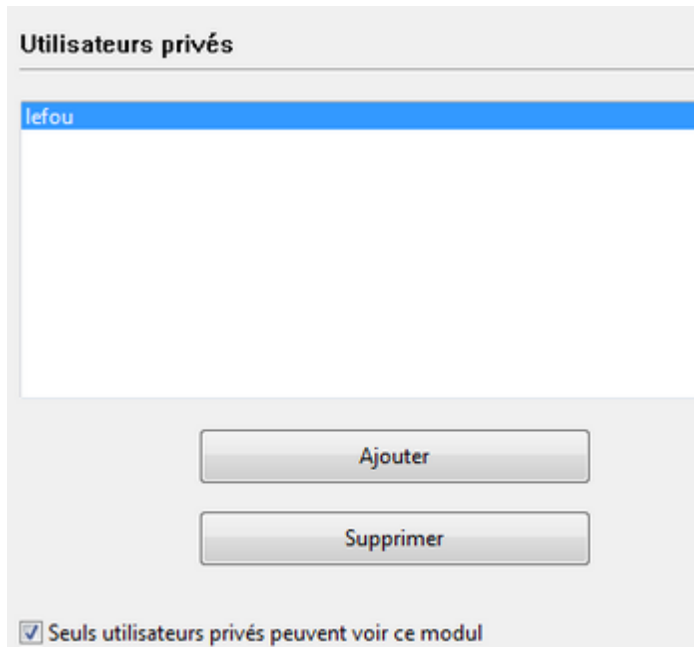 Utilisateurs privés
lefou
Ajouter
Supprimer
Seuls utilisateurs privés peuvent voir ce modul